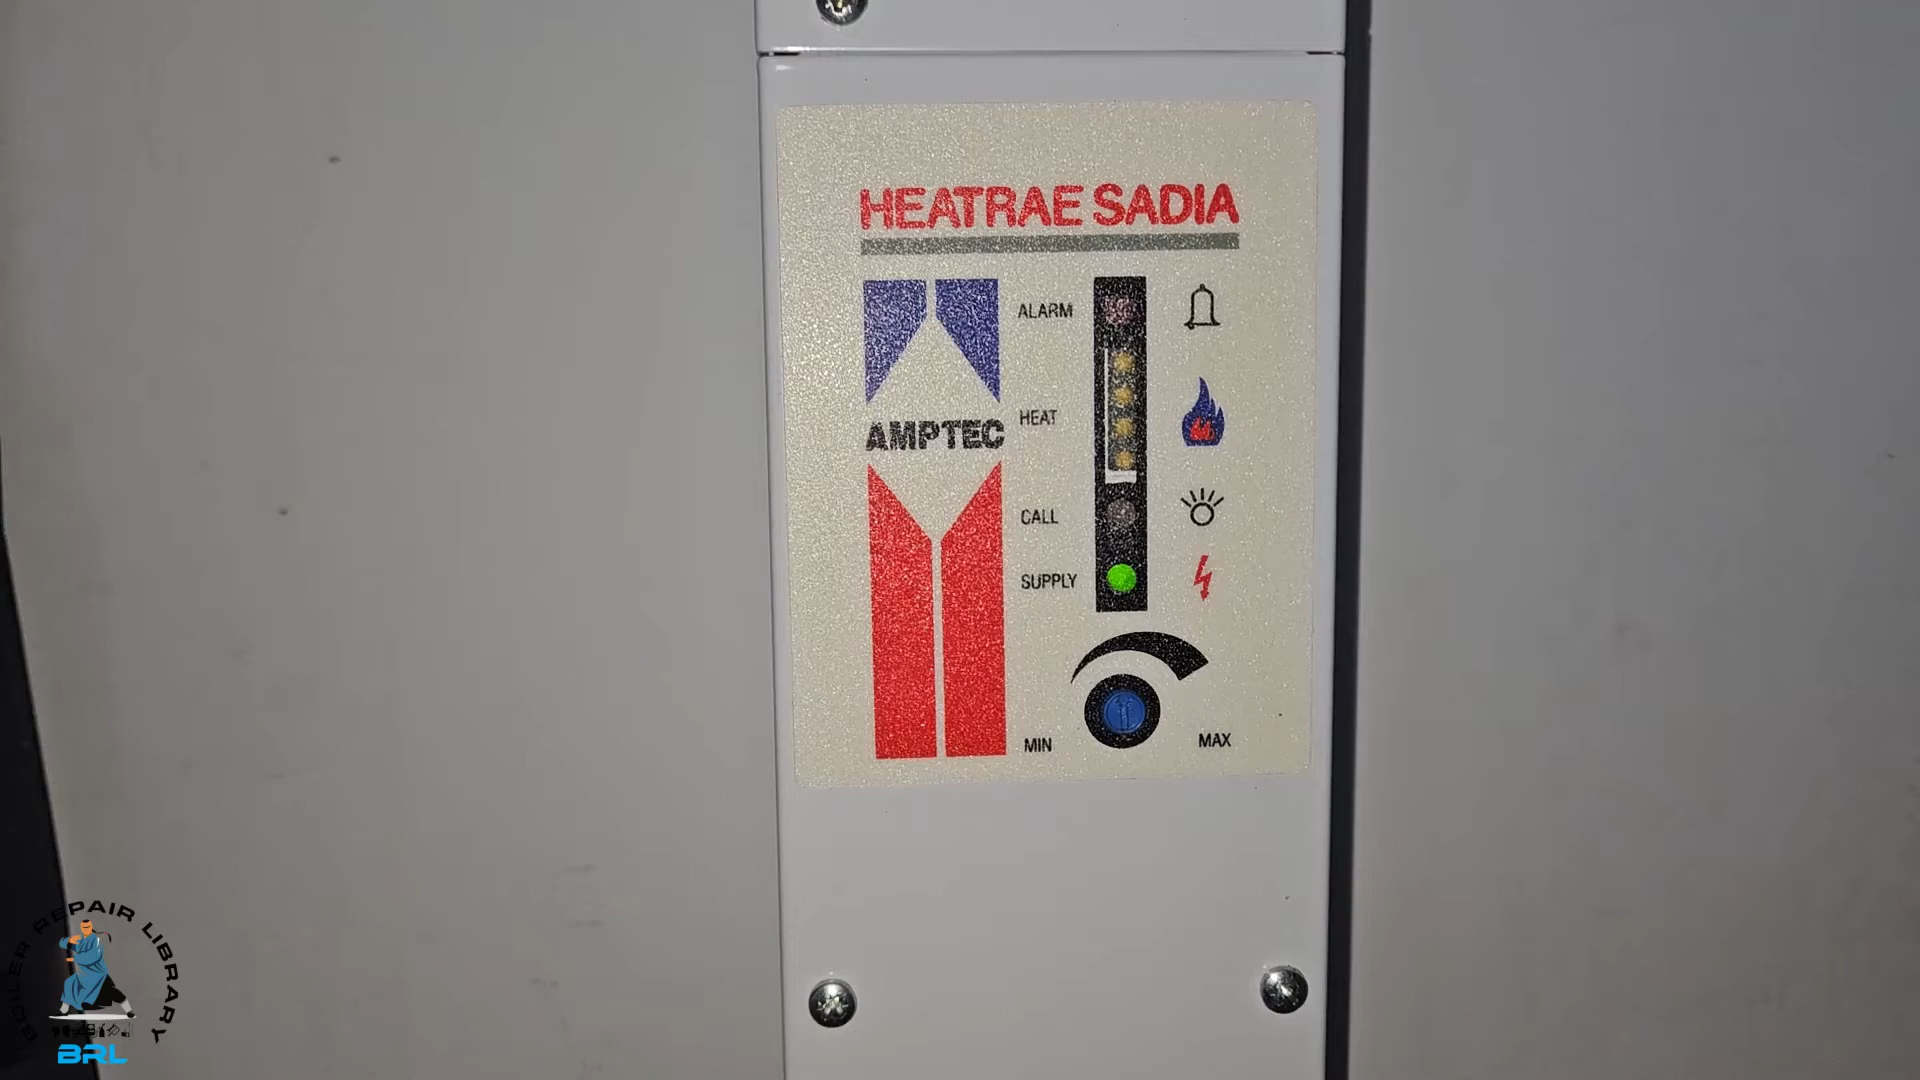 HEATRAE SADIA
ALARM
AMPTEC
HEAT
CALL
SUPPLY
MIN
MAX
BOILER REPAIR LIBRARY
BRL